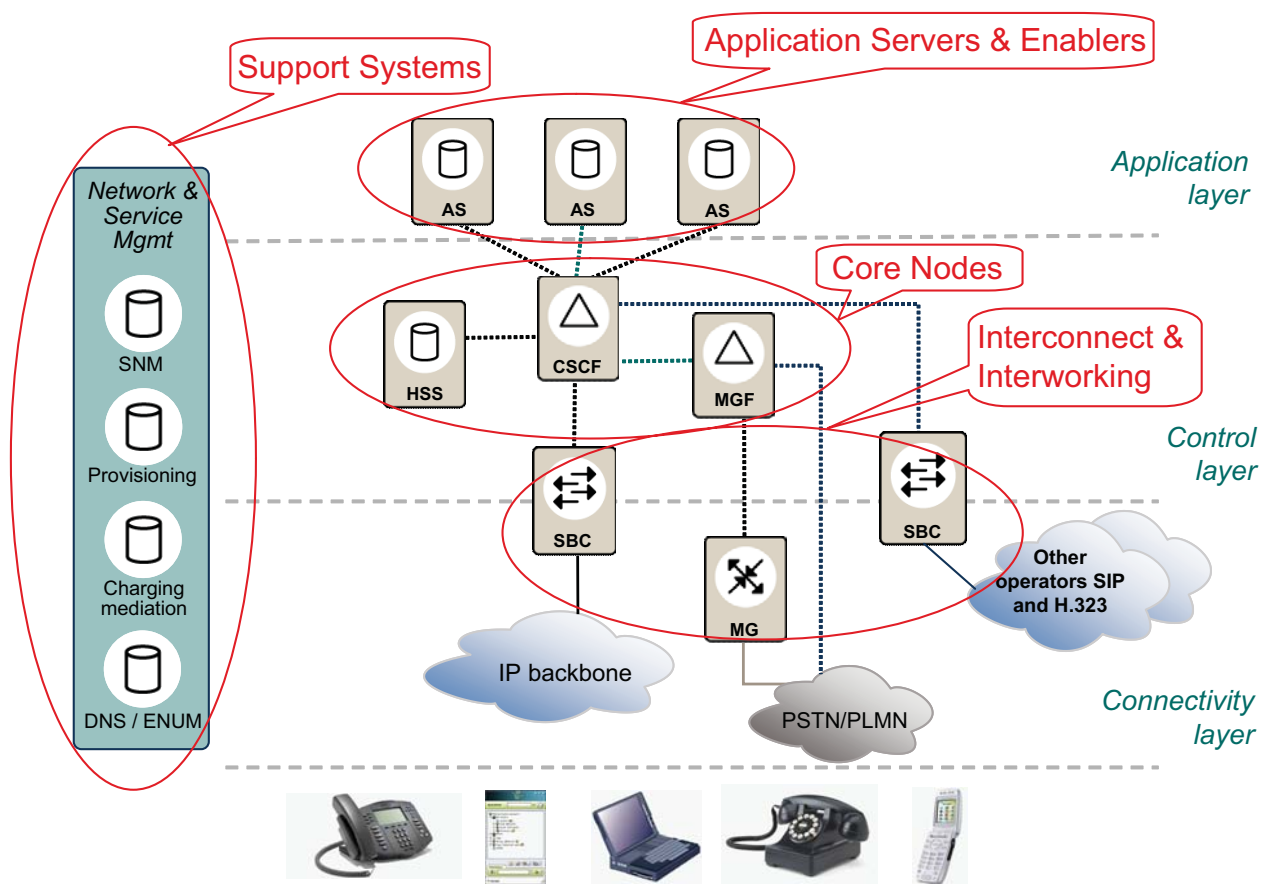 Support Systems
Application Servers & Enablers
Network &
Service
Mgmt
SNM
Provisioning
Charging
mediation
DNS / ENUM
AS
AS
AS
Application
layer
Core Nodes
HSS
CSCF
MGF
Interconnect &
Interworking
Control
layer
SBC
SBC
MG
Other
operators SIP
and H.323
IP backbone
PSTN/PLMN
Connectivity
layer